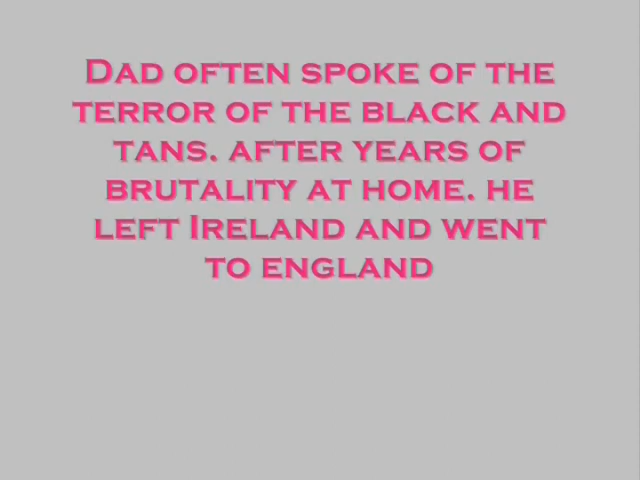 Dad often spoke of the
terror of the black and
tans. after years of
brutality at home. he
left Ireland and went
to england